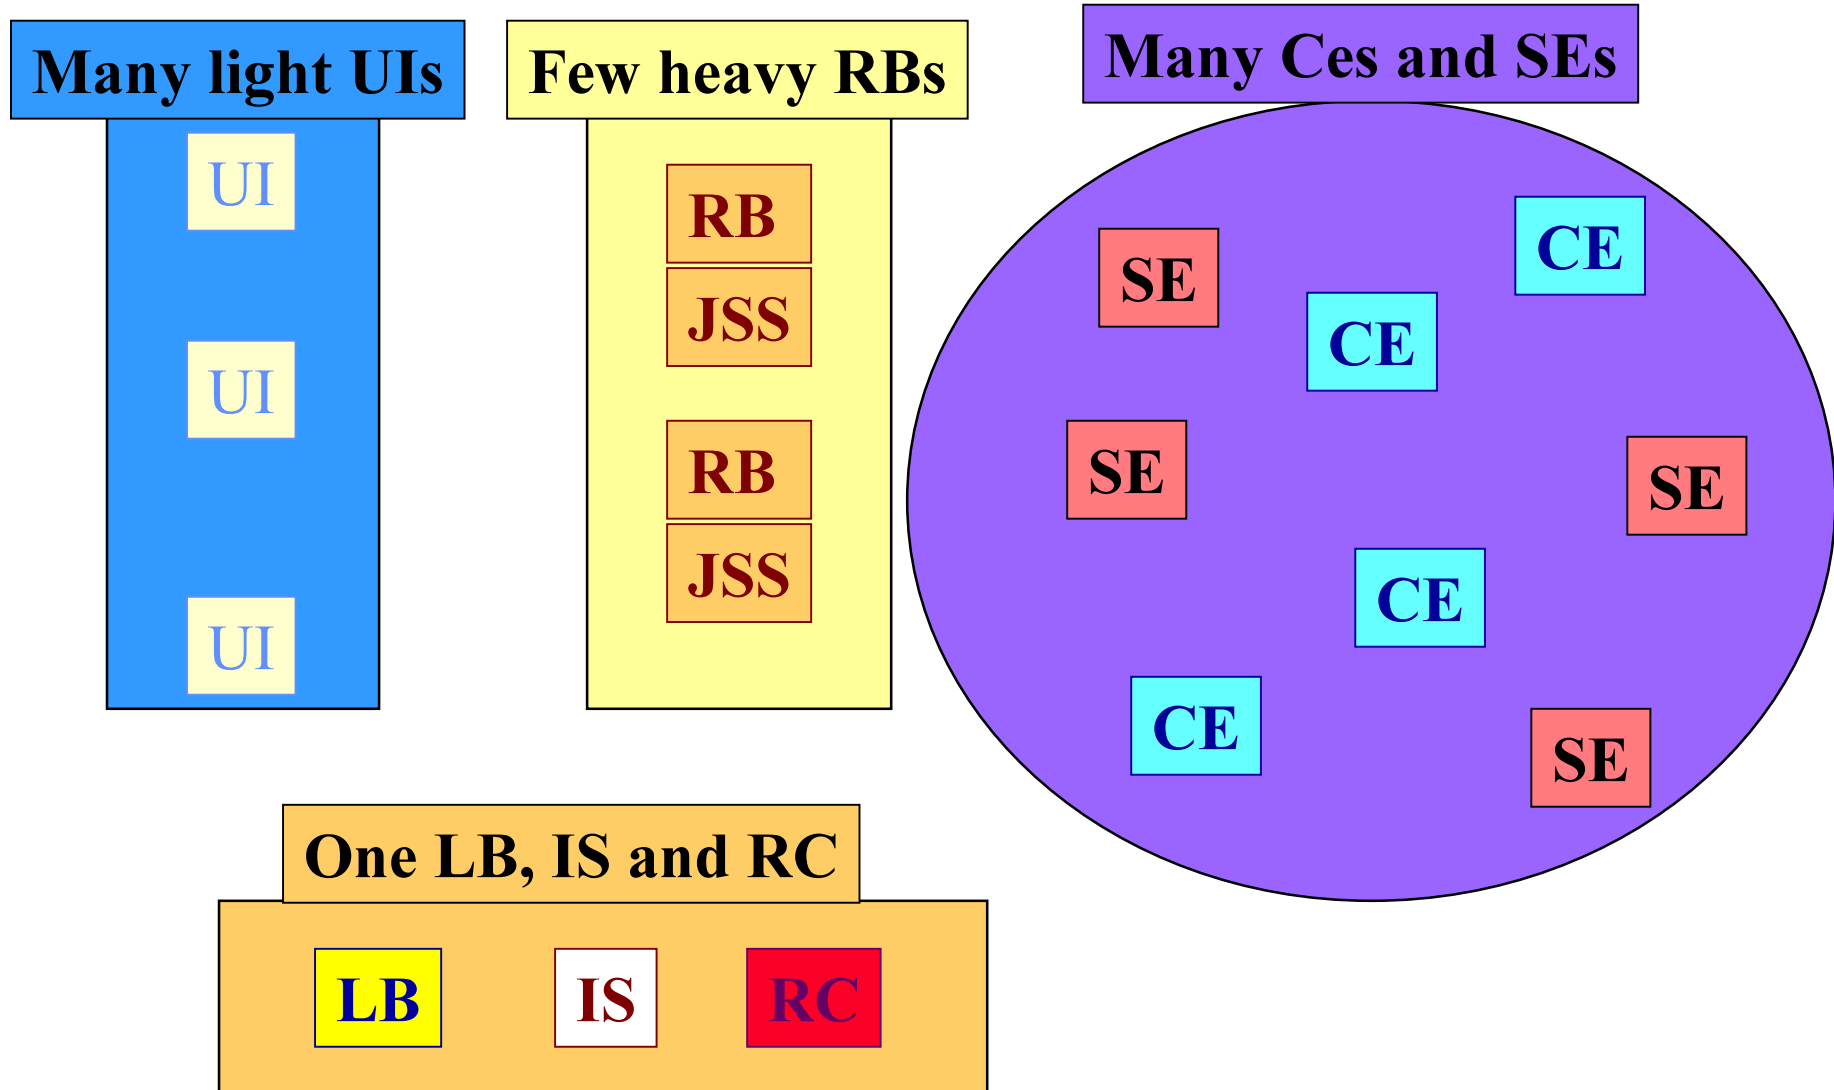 Many light UIs
UI
UI
UI
Few heavy RBs
RB
JSS
RB
JSS
Many Ces and SEs
CE
SE
CE
SE
SE
CE
CE
SE
One LB, IS and RC
LB
IS
RC